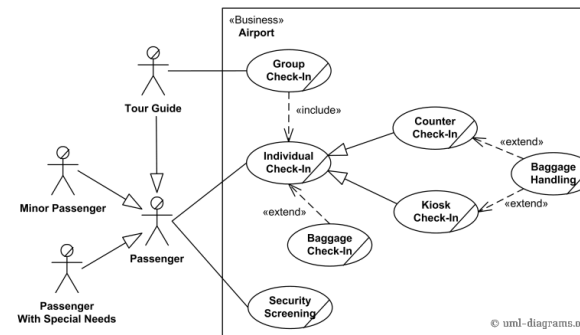 «Business»
Airport
Group
Check-In
Tour Guide
«include»
Counter
Check-In
«extend»
Individual
Check-In
Baggage
Handling
Minor Passenger
Kiosk
Check-In
«extend»
«extend»
Passenger
Baggage
Check-In
Passenger
With Special Needs
Security
Screening
© uml-diagrams.o